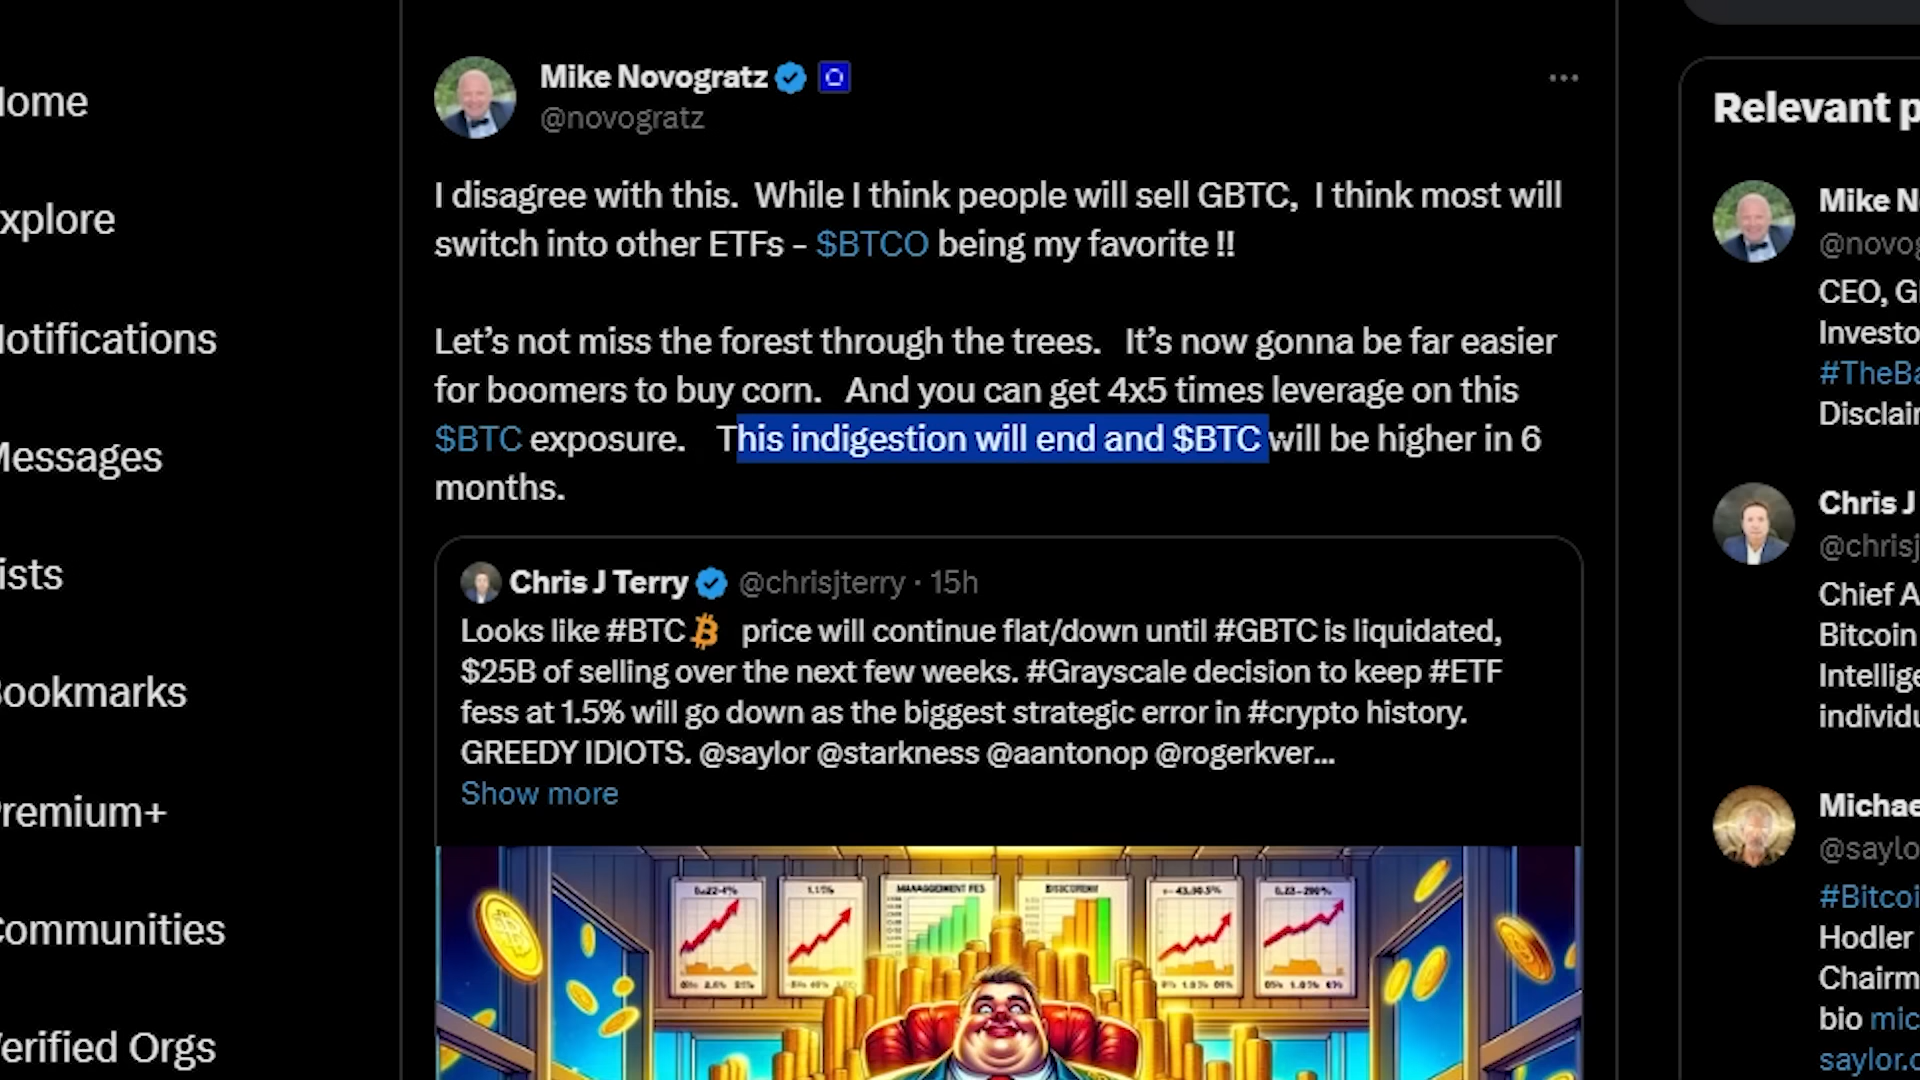 ome
xplore
otifications
Messages
ists
ookmarks
remium+
ommunities
erified Orgs
Mike Novogratz
@novogratz
I disagree with this.  While I think people will sell GBTC,  I think most will
switch into other ETFs – $BTCO being my favorite !!
Let’s not miss the forest through the trees.   It’s now gonna be far easier
for boomers to buy corn.   And you can get 4x5 times leverage on this
$BTC exposure.   This indigestion will end and $BTC will be higher in 6
months.
Chris J Terry @chrisjterry · 15h
Looks like #BTC price will continue flat/down until #GBTC is liquidated,
$25B of selling over the next few weeks. #Grayscale decision to keep #ETF
fess at 1.5% will go down as the biggest strategic error in #crypto history.
GREEDY IDIOTS. @saylor @starkness @aantonop @rogerkver...
Show more
MANAGEMENT FES
Relevant p
Mike N
@novog
CEO, G
Investo
#TheBa
Disclaim
Chris J
@chrisj
Chief A
Bitcoin
Intellige
individu
Michae
@saylo
#Bitcoi
Hodler
Chairm
bio mic
saylor.c